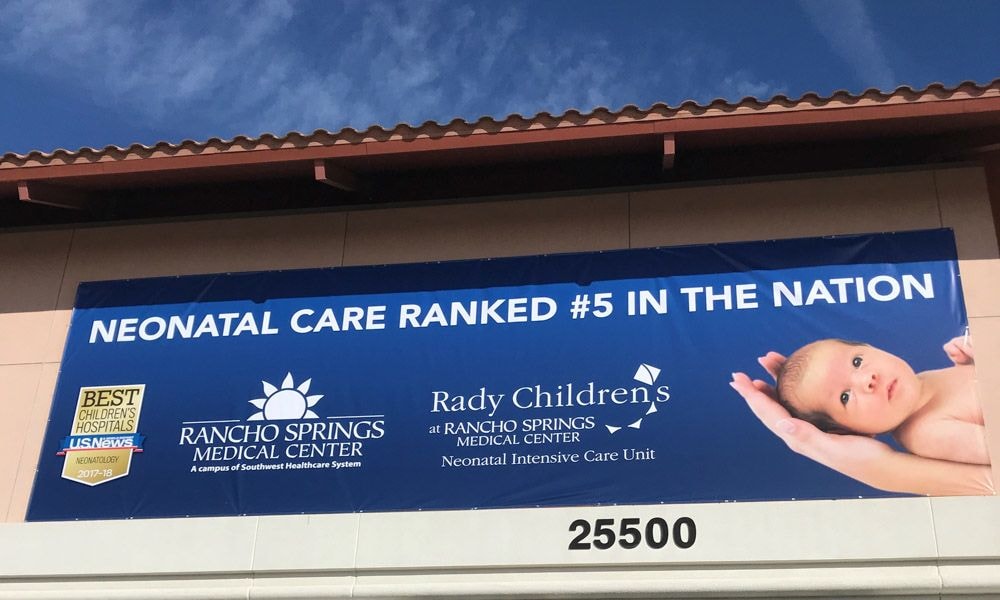 NEONATAL CARE RANKED #5 IN THE NATION
BEST
CHILDREN'S
HOSPITALS
U.S.News
NEONATOLOGY
2017-18
RANCHO SPRINGS
MEDICAL CENTER
A campus of Southwest Healthcare System
Rady Children's
at RANCHO SPRINGS
MEDICAL CENTER
Neonatal Intensive Care Unit
25500